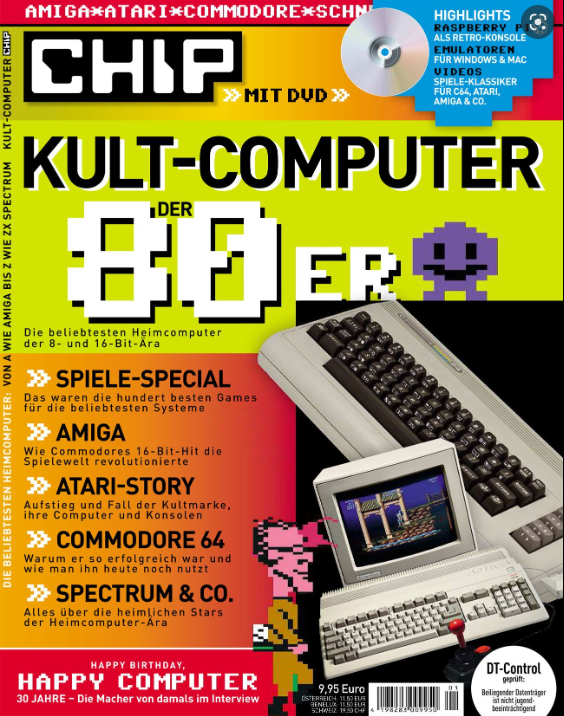 AMIGA*ATARI*COMMODORE*SCHN
CHIP
MIT DVD
HIGHLIGHTS
RASPBERRY
ALS RETRO-KONSOLE
EMULATOREN
FÜR WINDOWS & MAC
VIDEOS
SPIELE-KLASSIKER
FÜR C64, ATARI,
AMIGA & CO.
KULT-COMPUTER
DER
80ER
Die beliebtesten Heimcomputer
der 8- und 16-Bit-Ära
SPIELE-SPECIAL
Das waren die hundert besten Games
für die beliebtesten Systeme
AMIGA
Wie Commodores 16-Bit-Hit die
Spielewelt revolutionierte
ATARI-STORY
Aufstieg und Fall der Kultmarke,
ihre Computer und Konsolen
COMMODORE 64
Warum er so erfolgreich war und
wie man ihn heute noch nutzt
SPECTRUM & CO.
Alles über die heimlichen Stars
der Heimcomputer-Ära
HAPPY BIRTHDAY,
HAPPY COMPUTER
30 JAHRE – Die Macher von damals im Interview
9,95 Euro
ÖSTERREICH: 11,50 EUR
BENELUX: 11,50 EUR
SCHWEIZ: 19,50 CHF
4 198283 009950
01
DT-Control
geprüft:
Beiliegender Datenträger
ist nicht jugend-
beeinträchtigend
DIE BELIEBTESTEN HEIMCOMPUTER: VON A WIE AMIGA BIS Z WIE ZX SPECTRUM KULT-COMPUTER CHIP